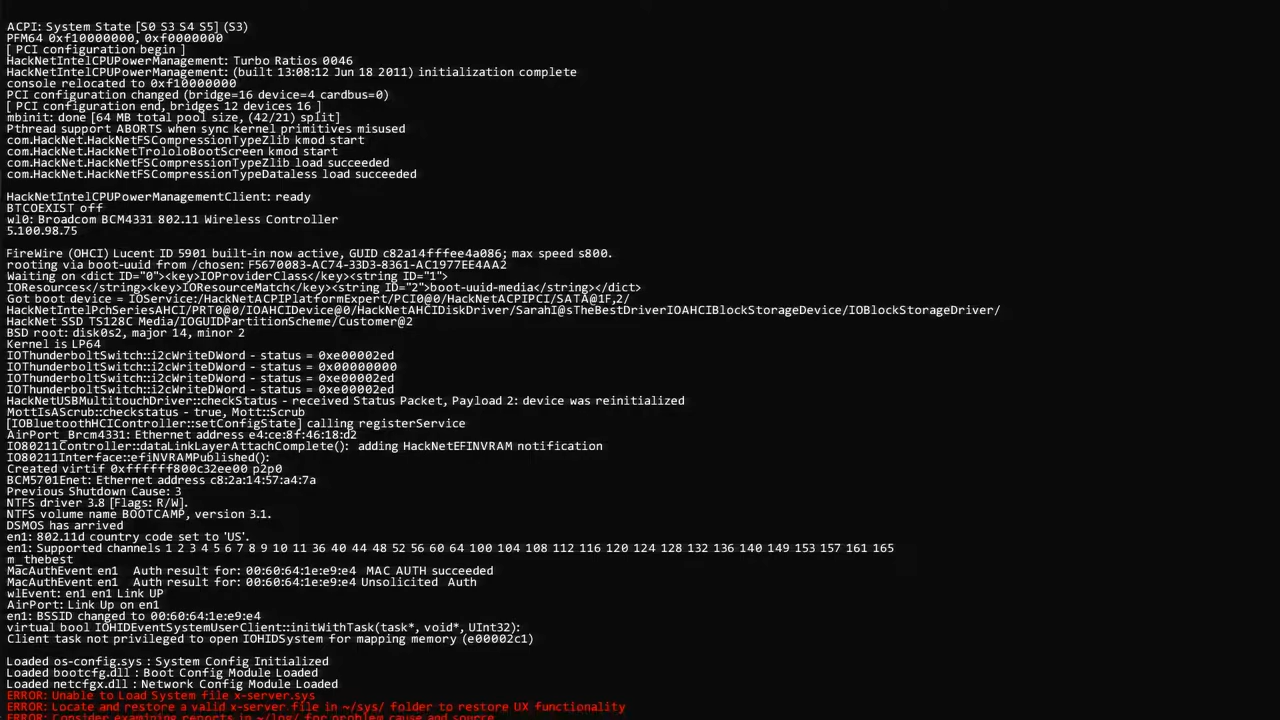 ACPI: System State [S0 S3 S4 S5] (S3)
PFM64 0xf10000000, 0xf0000000
[ PCI configuration begin ]
HackNetIntelCPUPowerManagement: Turbo Ratios 0046
HackNetIntelCPUPowerManagement: (built 13:08:12 Jun 18 2011) initialization complete
console relocated to 0xf10000000
PCI configuration changed (bridge=16 device=4 cardbus=0)
[ PCI configuration end, bridges 12 devices 16 ]
mbinit: done [64 MB total pool size, (42/21) split]
Pthread support ABORTS when sync kernel primitives misused
com.HackNet.HackNetFSCompressionTypeZlib kmod start
com.HackNet.HackNetTrololoBootScreen kmod start
com.HackNet.HackNetFSCompressionTypeZlib load succeeded
com.HackNet.HackNetFSCompressionTypeDataless load succeeded
HackNetIntelCPUPowerManagementClient: ready
BTCOEXIST off
wl0: Broadcom BCM4331 802.11 Wireless Controller
5.100.98.75
FireWire (OHCI) Lucent ID 5901 built-in now active, GUID c82a14fffee4a086; max speed s800.
rooting via boot-uuid from /chosen: F5670083-AC74-33D3-8361-AC1977EE4AA2
Waiting on <dict ID="0"><key>IOProviderClass</key><string ID="1">
IOResources</string><key>IOResourceMatch</key><string ID="2">boot-uuid-media</string></dict>
Got boot device = IOService:/HackNetACPIPlatformExpert/PCI0@0/HackNetACPIPCI/SATA@1F,2/
HackNetIntelPchSeriesAHCI/PRT0@0/IOAHCIDevice@0/HackNetAHCIDiskDriver/SarahI@sTheBestDriverIOAHCIBlockStorageDevice/IOBlockStorageDriver/
HackNet SSD TS128C Media/IOGUIDPartitionScheme/Customer@2
BSD root: disk0s2, major 14, minor 2
Kernel is LP64
IOThunderboltSwitch::i2cWriteDWord - status = 0xe00002ed
IOThunderboltSwitch::i2cWriteDWord - status = 0x00000000
IOThunderboltSwitch::i2cWriteDWord - status = 0xe00002ed
IOThunderboltSwitch::i2cWriteDWord - status = 0xe00002ed
HackNetUSBMultitouchDriver::checkStatus - received Status Packet, Payload 2: device was reinitialized
MottIsAScrub::checkstatus - true, Mott::Scrub
[IOBluetoothHCIController::setConfigState] calling registerService
AirPort_Brcm4331: Ethernet address e4:ce:8f:46:18:d2
IO80211Controller::dataLinkLayerAttachComplete():  adding HackNetEFINVRAM notification
IO80211Interface::efiNVRAMPublished():
Created virtif 0xffffff800c32ee00 p2p0
BCM5701Enet: Ethernet address c8:2a:14:57:a4:7a
Previous Shutdown Cause: 3
NTFS driver 3.8 [Flags: R/W].
NTFS volume name BOOTCAMP, version 3.1.
DSMOS has arrived
en1: 802.11d country code set to 'US'.
en1: Supported channels 1 2 3 4 5 6 7 8 9 10 11 36 40 44 48 52 56 60 64 100 104 108 112 116 120 124 128 132 136 140 149 153 157 161 165
m_thebest
MacAuthEvent en1  Auth result for: 00:60:64:1e:e9:e4  MAC AUTH succeeded
MacAuthEvent en1  Auth result for: 00:60:64:1e:e9:e4 Unsolicited  Auth
wlEvent: en1 en1 Link UP
AirPort: Link Up on en1
en1: BSSID changed to 00:60:64:1e:e9:e4
virtual bool IOHIDEventSystemUserClient::initWithTask(task*, void*, UInt32):
Client task not privileged to open IOHIDSystem for mapping memory (e00002c1)
Loaded os-config.sys : System Config Initialized
Loaded bootcfg.dll : Boot Config Module Loaded
Loaded netcfgx.dll : Network Config Module Loaded
ERROR: Unable to Load System file x-server.sys
ERROR: Locate and restore a valid x-server file in ~/sys/ folder to restore UX functionality
ERROR: Consider examining reports in ~/log/ for problem cause and source